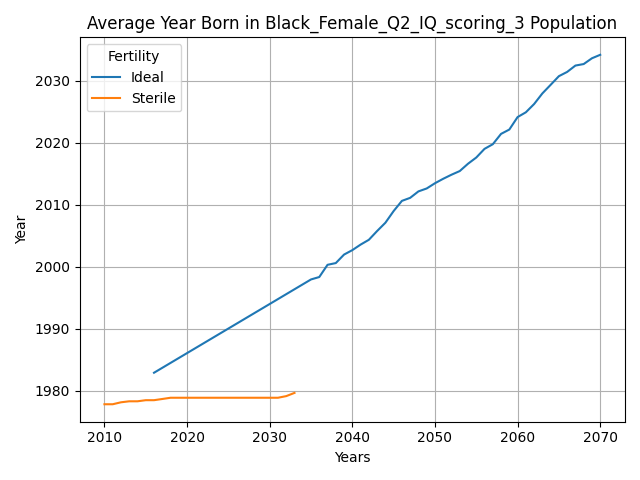 Average Year Born in Black_Female_Q2_IQ_scoring_3 Population
Fertility
Ideal
Sterile
2030
2020
2010
2000
1990
1980
Year
2010 2020 2030 2040 2050 2060 2070
Years